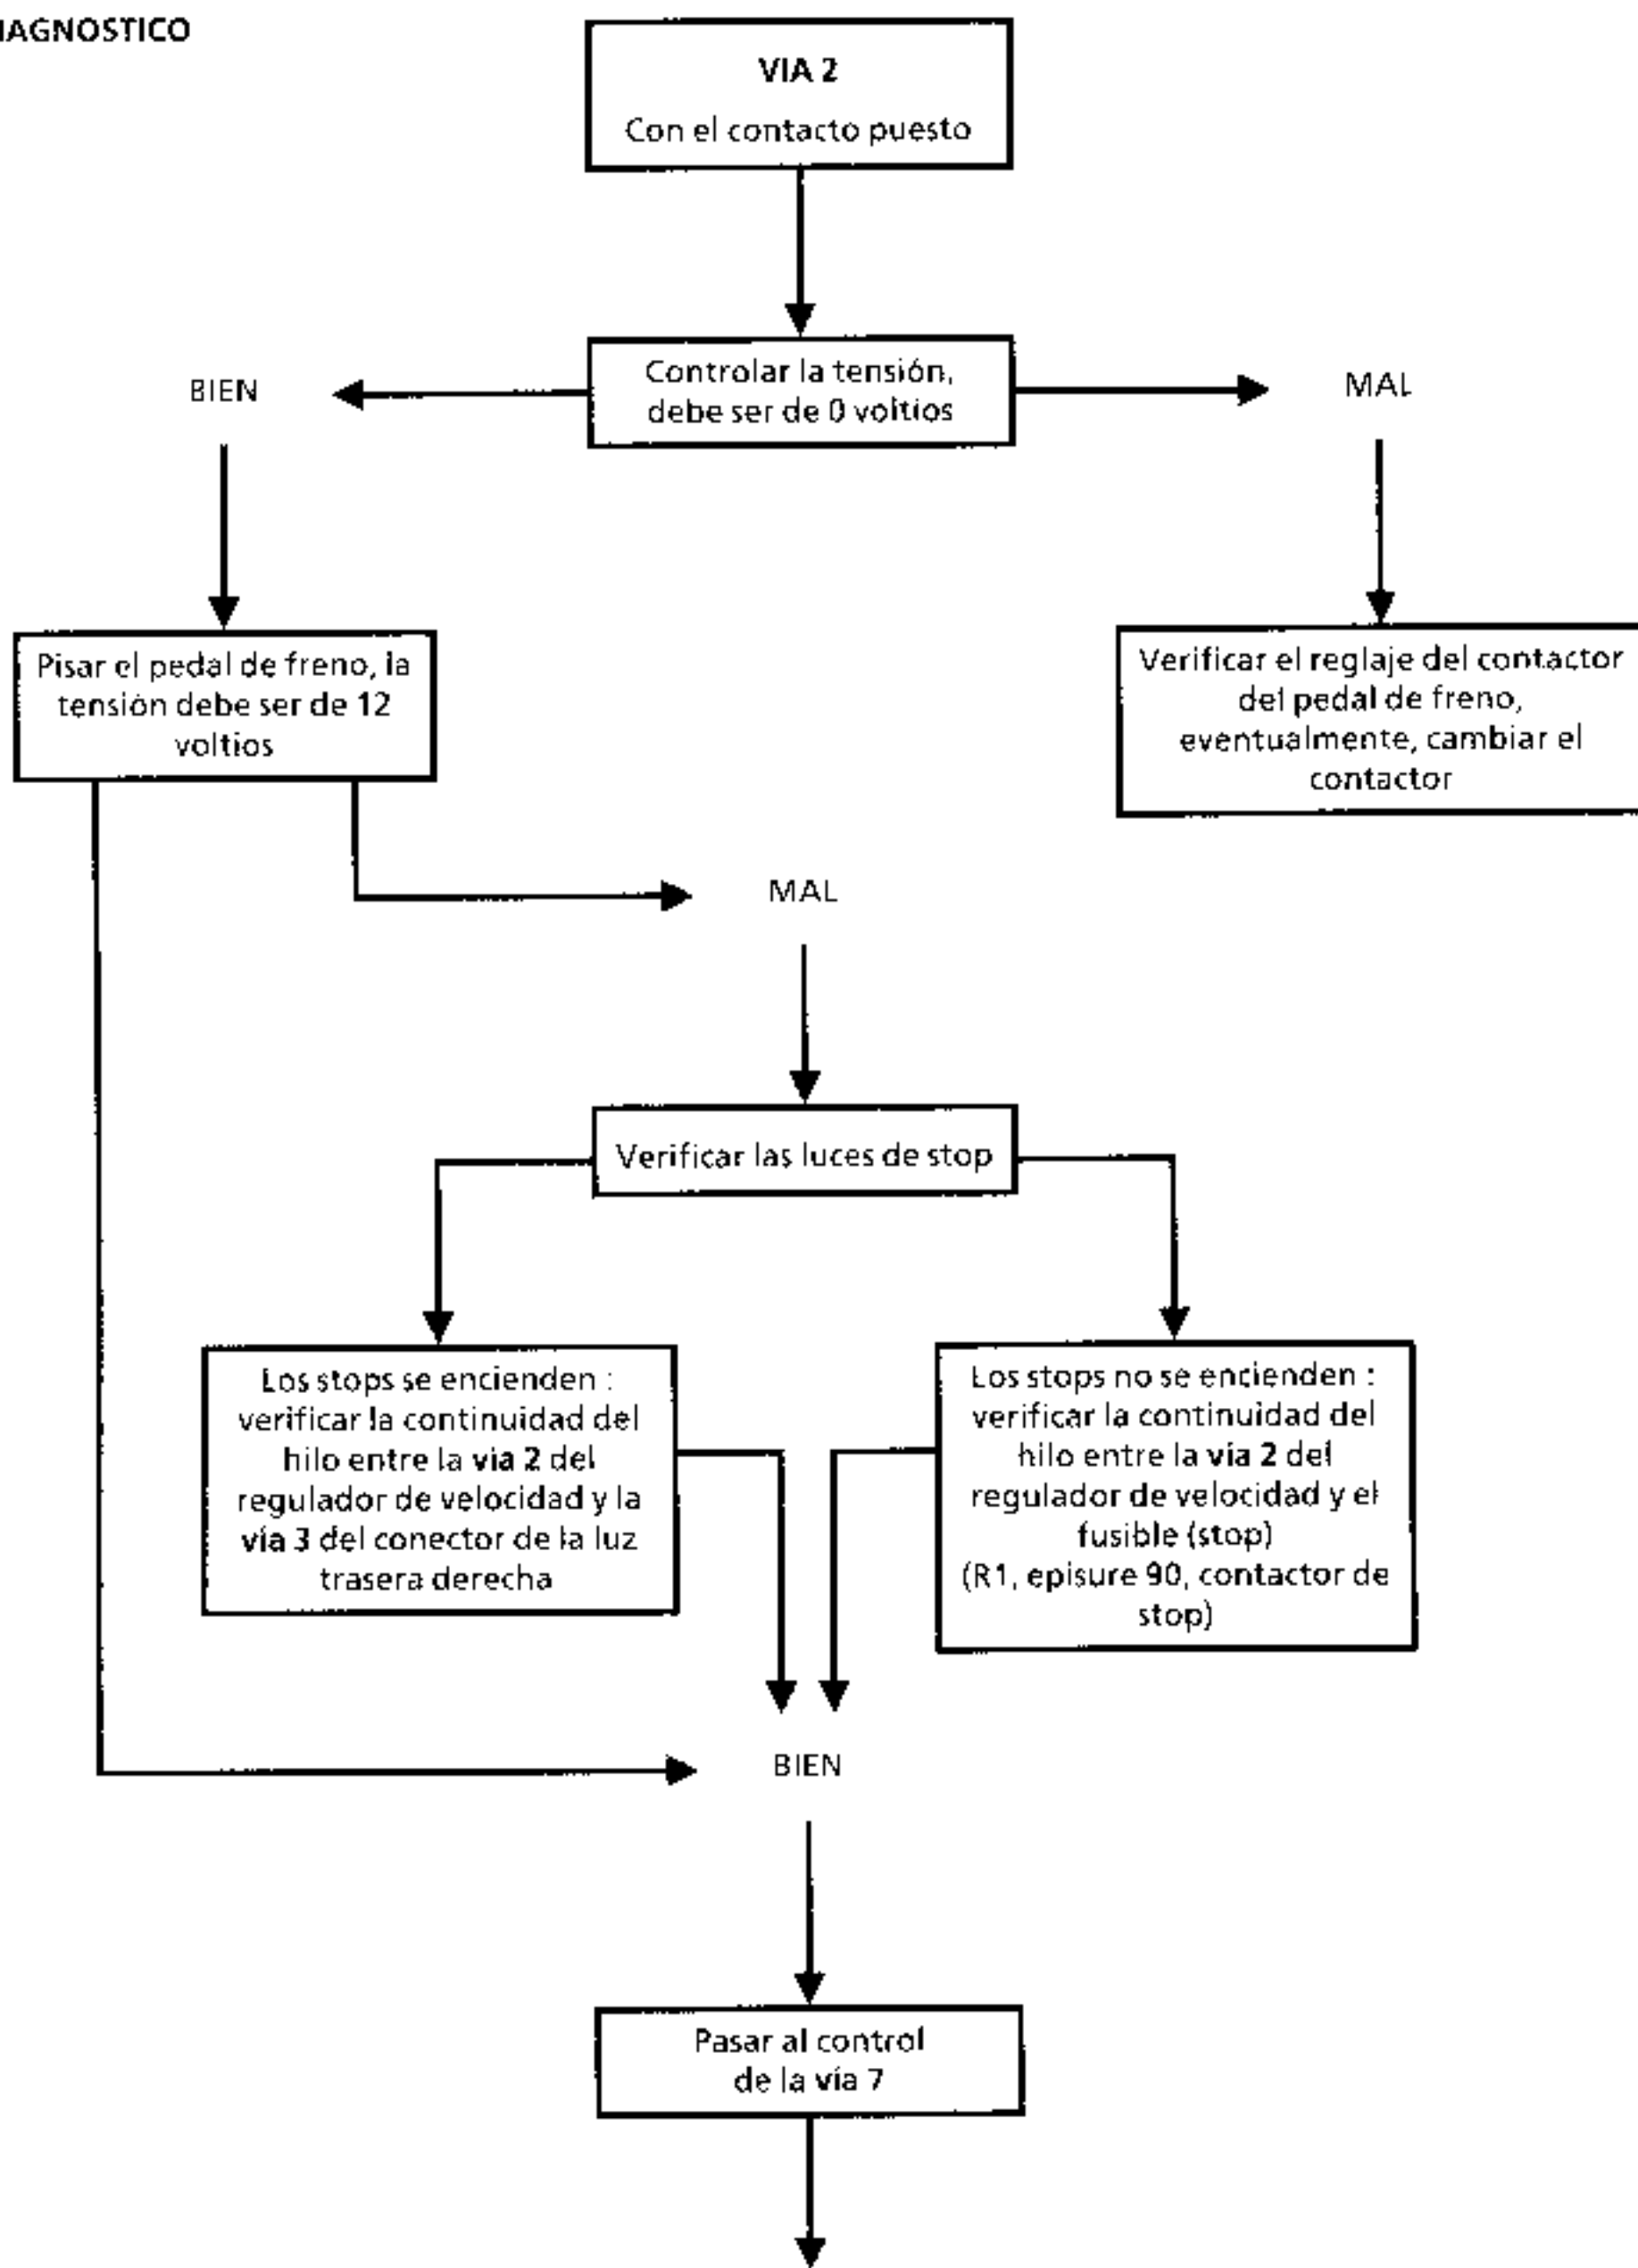 IAGNOSTICO
VIA 2
Con el contacto puesto
Controlar la tensión,
debe ser de 0 voltios
BIEN
MAL
Pisar el pedal de freno, la
tensión debe ser de 12
voltios
Verificar el reglaje del contactor
del pedal de freno,
eventualmente, cambiar el
contactor
MAL
Verificar las luces de stop
Los stops se encienden :
verificar la continuidad del
hilo entre la vía 2 del
regulador de velocidad y la
vía 3 del conector de la luz
trasera derecha
Los stops no se encienden :
verificar la continuidad del
hilo entre la vía 2 del
regulador de velocidad y el
fusible (stop)
(R1, episure 90, contactor de
stop)
BIEN
Pasar al control
de la vía 7